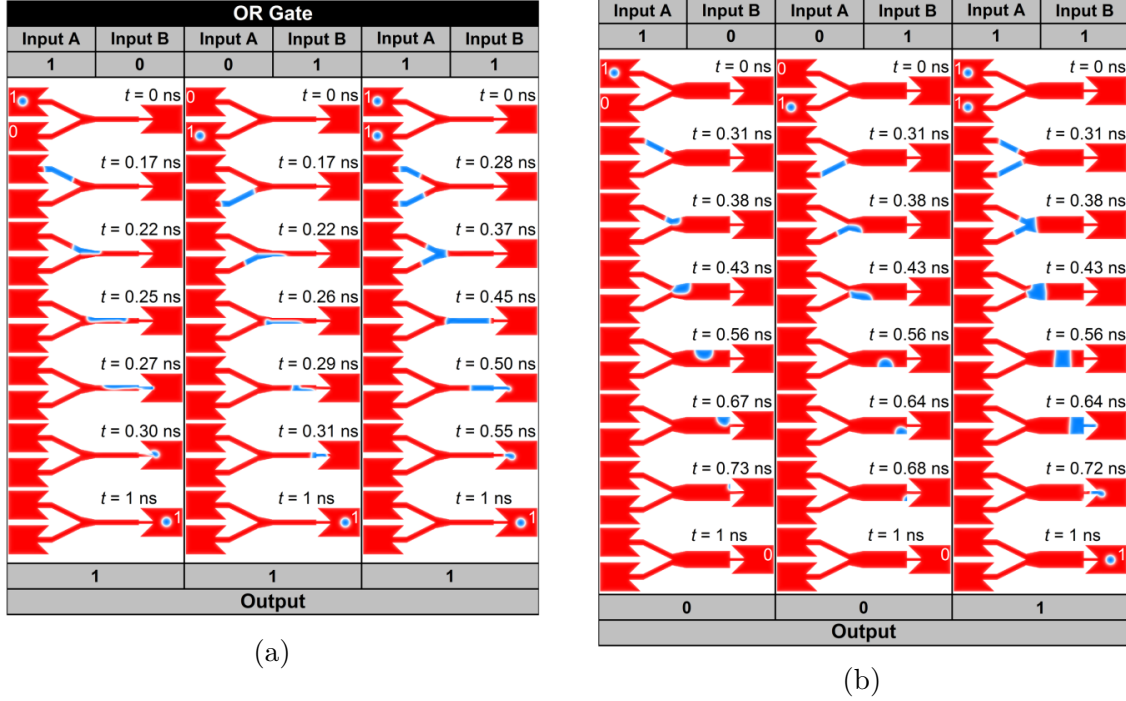 OR Gate
Input A Input B Input A Input B Input A Input B
1 0 0 1 1 1
t = 0 ns t = 0 ns t = 0 ns
1 0 1
0 1 1
t = 0.17 ns t = 0.17 ns t = 0.28 ns
t = 0.22 ns t = 0.22 ns t = 0.37 ns
t = 0.25 ns t = 0.26 ns t = 0.45 ns
t = 0.27 ns t = 0.29 ns t = 0.50 ns
t = 0.30 ns t = 0.31 ns t = 0.55 ns
t = 1 ns t = 1 ns t = 1 ns
1 1 1
1 1 1
Output
(a)
Input A Input B Input A Input B Input A Input B
1 0 0 1 1 1
t = 0 ns t = 0 ns t = 0 ns
1 0 1
0 1 1
t = 0.31 ns t = 0.31 ns t = 0.31 ns
t = 0.38 ns t = 0.38 ns t = 0.38 ns
t = 0.43 ns t = 0.43 ns t = 0.43 ns
t = 0.56 ns t = 0.56 ns t = 0.56 ns
t = 0.67 ns t = 0.64 ns t = 0.64 ns
t = 0.73 ns t = 0.68 ns t = 0.72 ns
t = 1 ns t = 1 ns t = 1 ns
0 0 1
0 0 1
Output
(b)